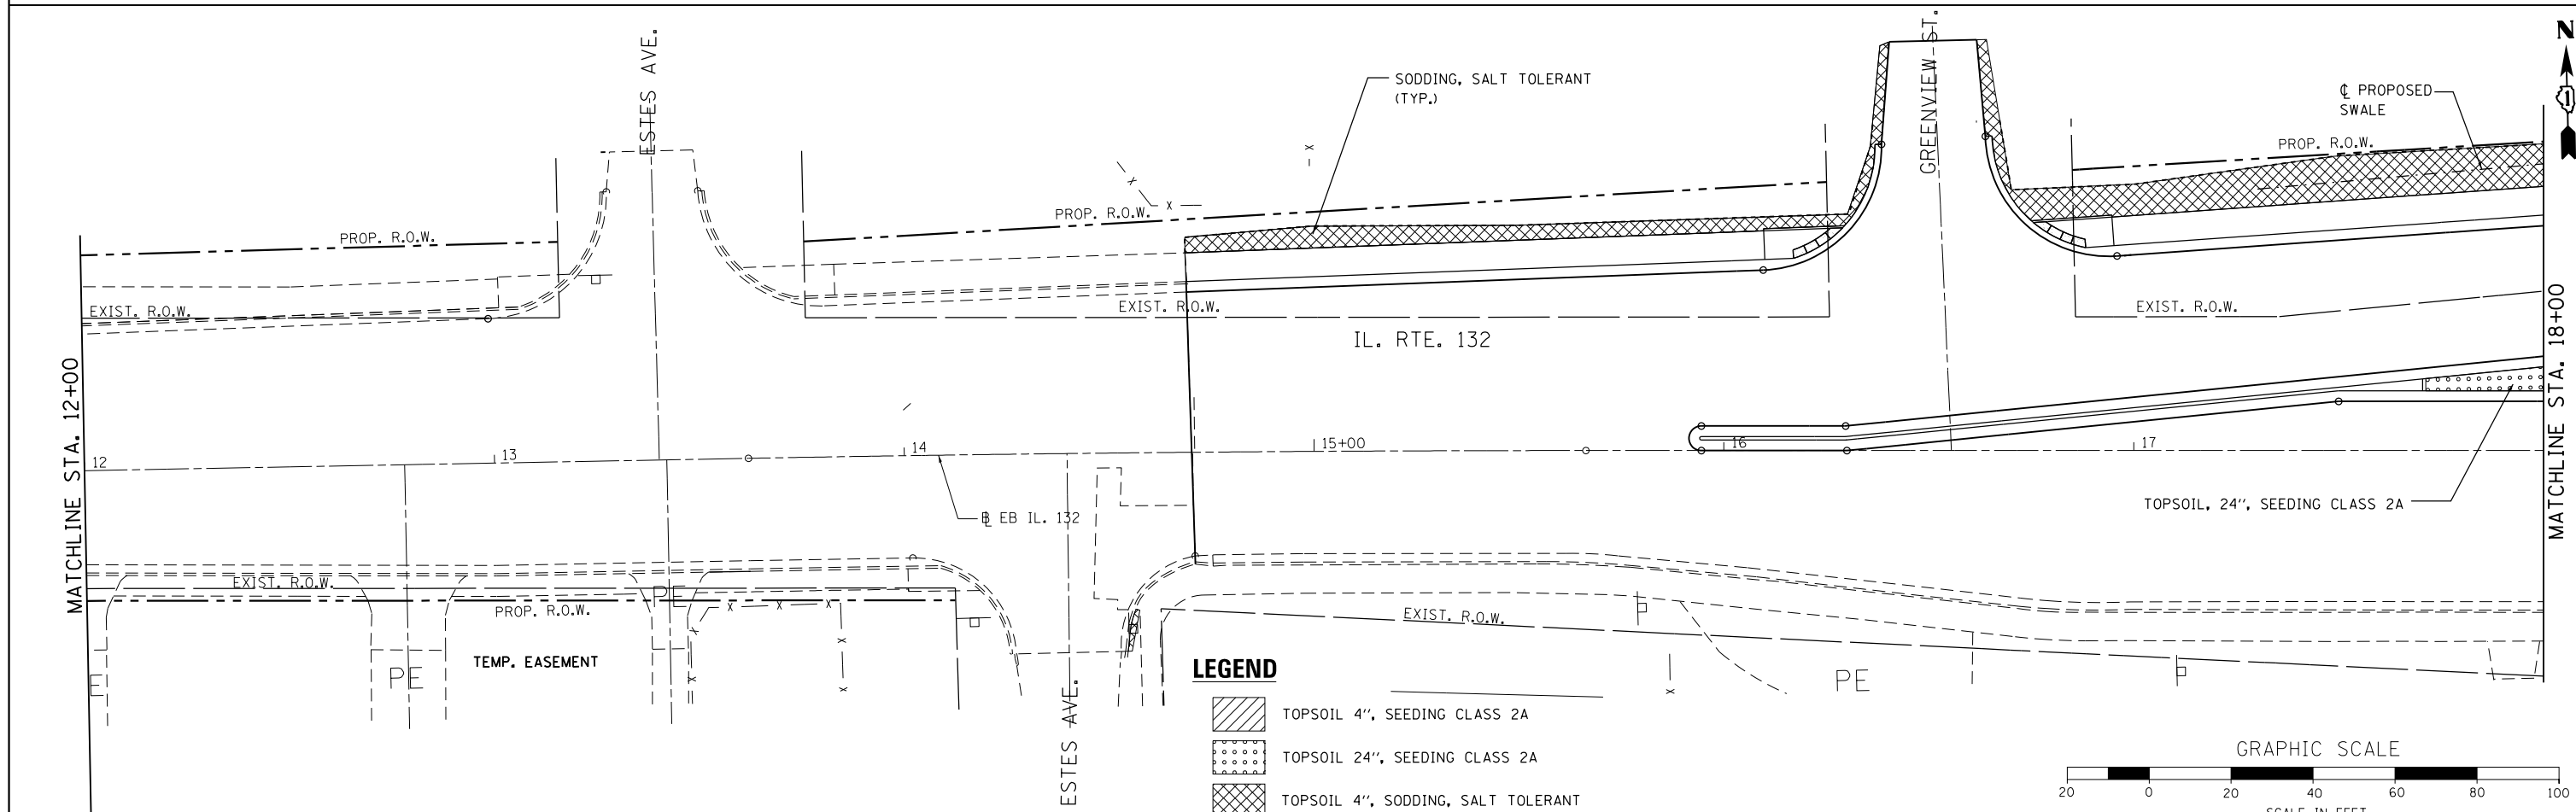 ESTES AVE.
GREENVIEW ST.
N
1
SODDING, SALT TOLERANT
(TYP.)
℄ PROPOSED
SWALE
PROP. R.O.W.
PROP. R.O.W.
PROP. R.O.W.
EXIST. R.O.W.
EXIST. R.O.W.
EXIST. R.O.W.
IL. RTE. 132
MATCHLINE STA. 12+00
MATCHLINE STA. 18+00
12
13
14
15+00
16
17
EB IL. 132
TOPSOIL, 24", SEEDING CLASS 2A
EXIST. R.O.W.
PE
PROP. R.O.W.
EXIST. R.O.W.
TEMP. EASEMENT
E
PE
PE
P
P
ESTES AVE.
LEGEND
TOPSOIL 4", SEEDING CLASS 2A
TOPSOIL 24", SEEDING CLASS 2A
TOPSOIL 4", SODDING, SALT TOLERANT
GRAPHIC SCALE
20 0 20 40 60 80 100